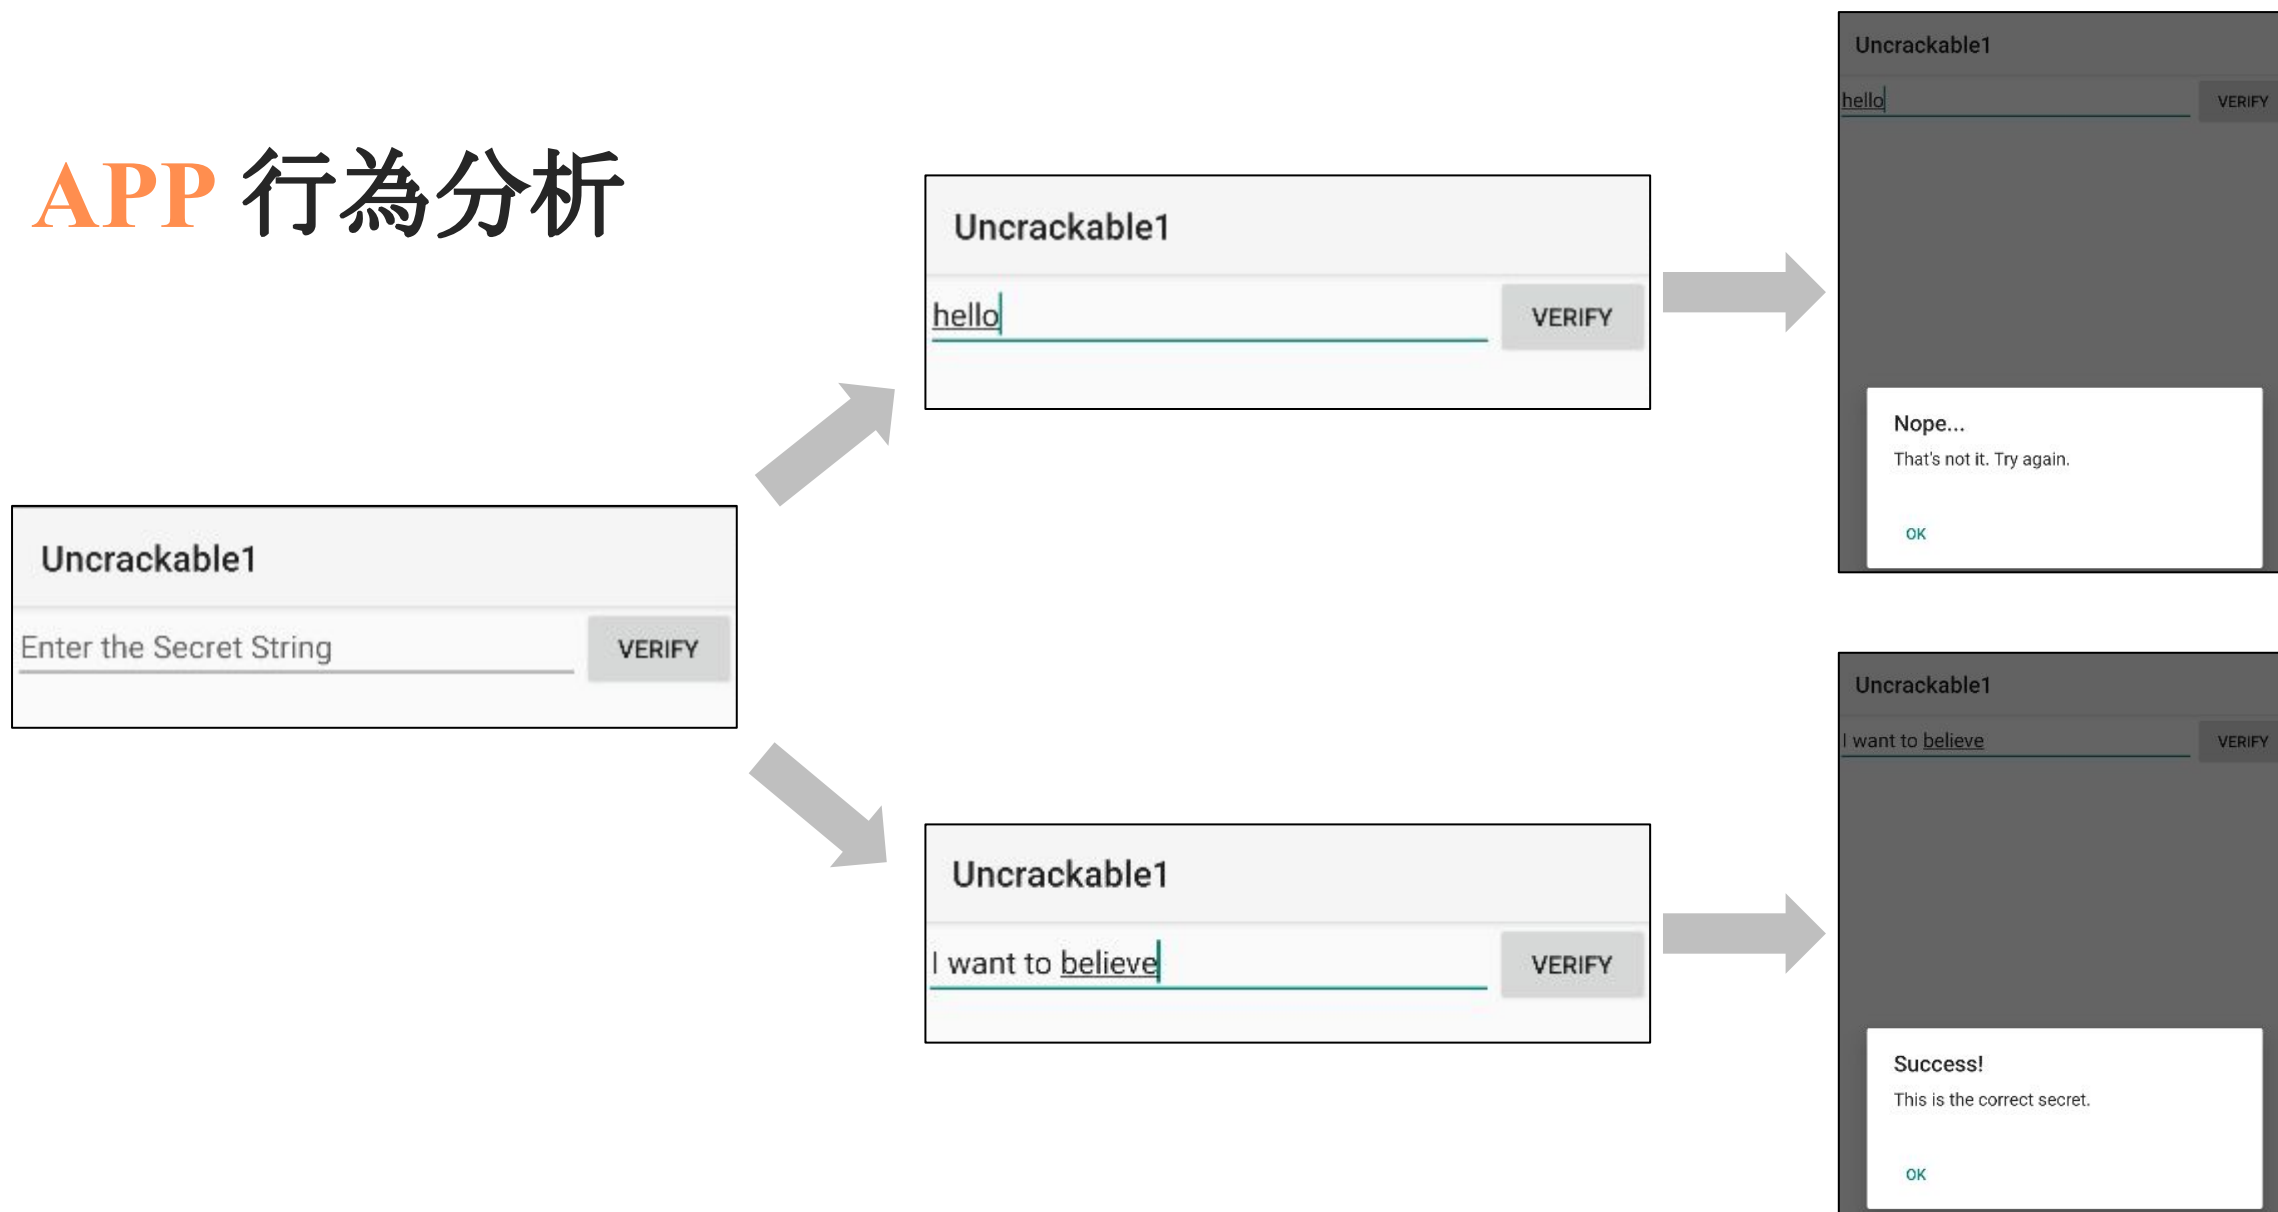 APP 行為分析
Uncrackable1
Enter the Secret String VERIFY
Uncrackable1
hello VERIFY
Uncrackable1
hello VERIFY
Nope...
That's not it. Try again.
OK
Uncrackable1
I want to believe VERIFY
Uncrackable1
I want to believe VERIFY
Success!
This is the correct secret.
OK